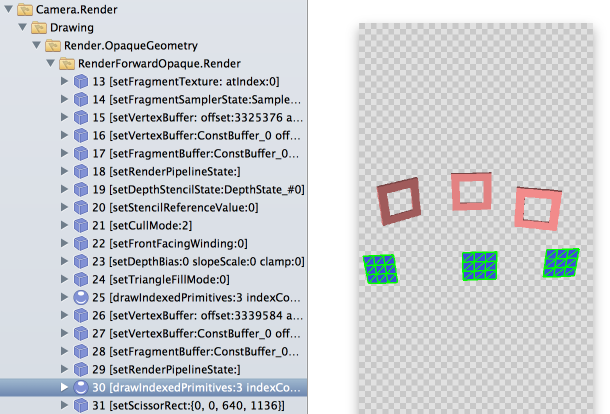 Camera.Render
Drawing
Render.OpaqueGeometry
RenderForwardOpaque.Render
13 [setFragmentTexture: atIndex:0]
14 [setFragmentSamplerState:Sample...
15 [setVertexBuffer: offset:3325376 a...
16 [setVertexBuffer:ConstBuffer_0 off...
17 [setFragmentBuffer:ConstBuffer_0...
18 [setRenderPipelineState:]
19 [setDepthStencilState:DepthState_#0]
20 [setStencilReferenceValue:0]
21 [setCullMode:2]
22 [setFrontFacingWinding:0]
23 [setDepthBias:0 slopeScale:0 clamp:0]
24 [setTriangleFillMode:0]
25 [drawIndexedPrimitives:3 indexCo...
26 [setVertexBuffer: offset:3339584 a...
27 [setVertexBuffer:ConstBuffer_0 off...
28 [setFragmentBuffer:ConstBuffer_0...
29 [setRenderPipelineState:]
30 [drawIndexedPrimitives:3 indexCo...
31 [setScissorRect:{0, 0, 640, 1136}]